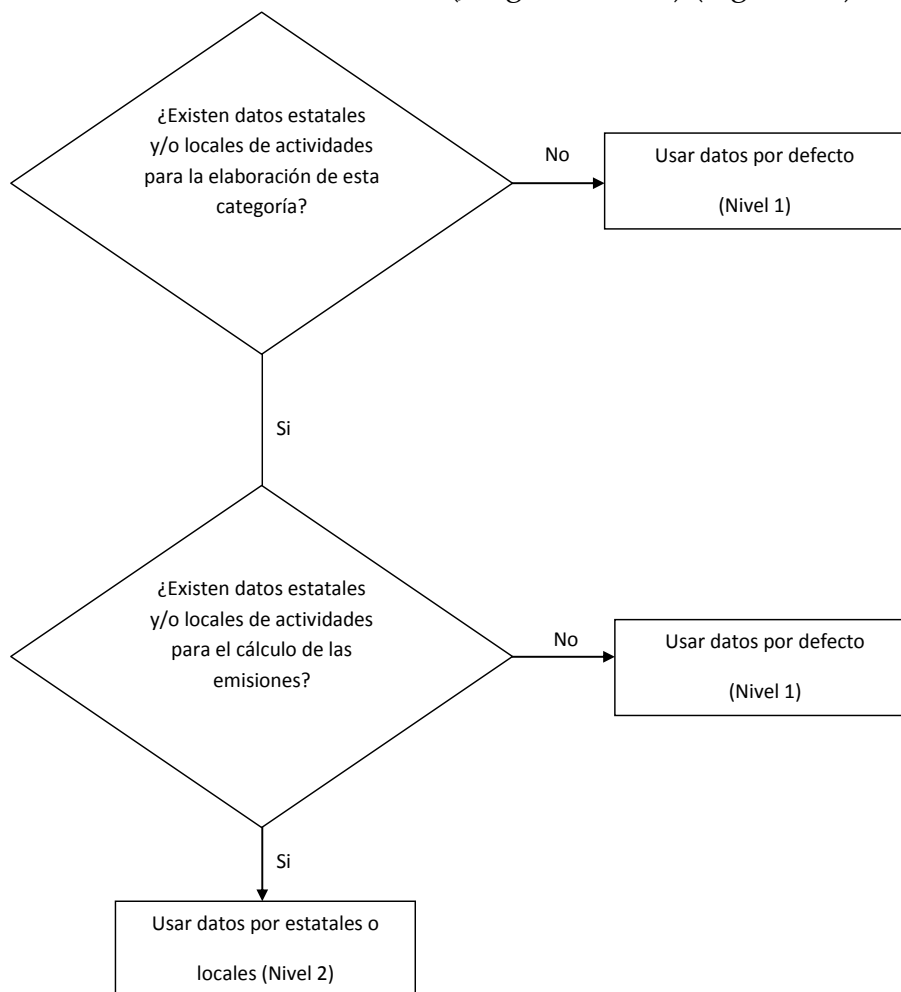 ¿Existen datos estatales
y/o locales de actividades
para la elaboración de esta
categoría?
No
Usar datos por defecto
(Nivel 1)
Si
¿Existen datos estatales
y/o locales de actividades
para el cálculo de las
emisiones?
No
Usar datos por defecto
(Nivel 1)
Si
Usar datos por estatales o
locales (Nivel 2)